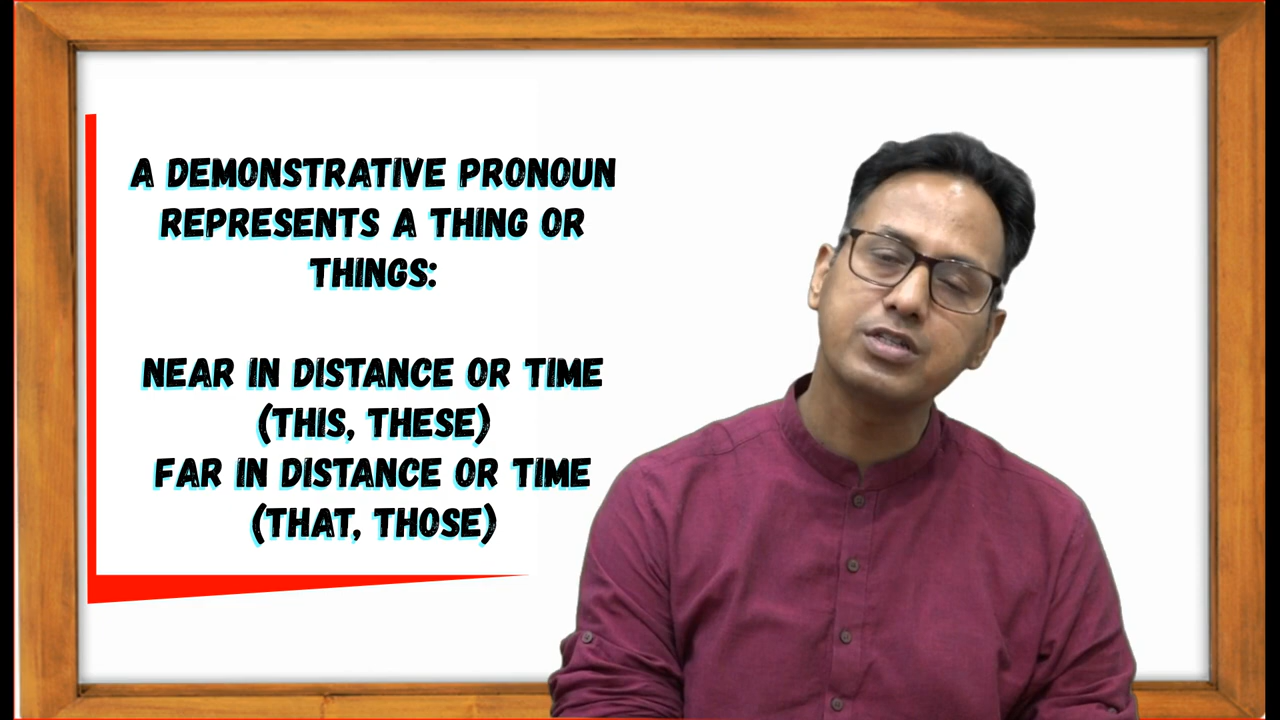 A DEMONSTRATIVE PRONOUN
REPRESENTS A THING OR
THINGS:
NEAR IN DISTANCE OR TIME
(THIS, THESE)
FAR IN DISTANCE OR TIME
(THAT, THOSE)